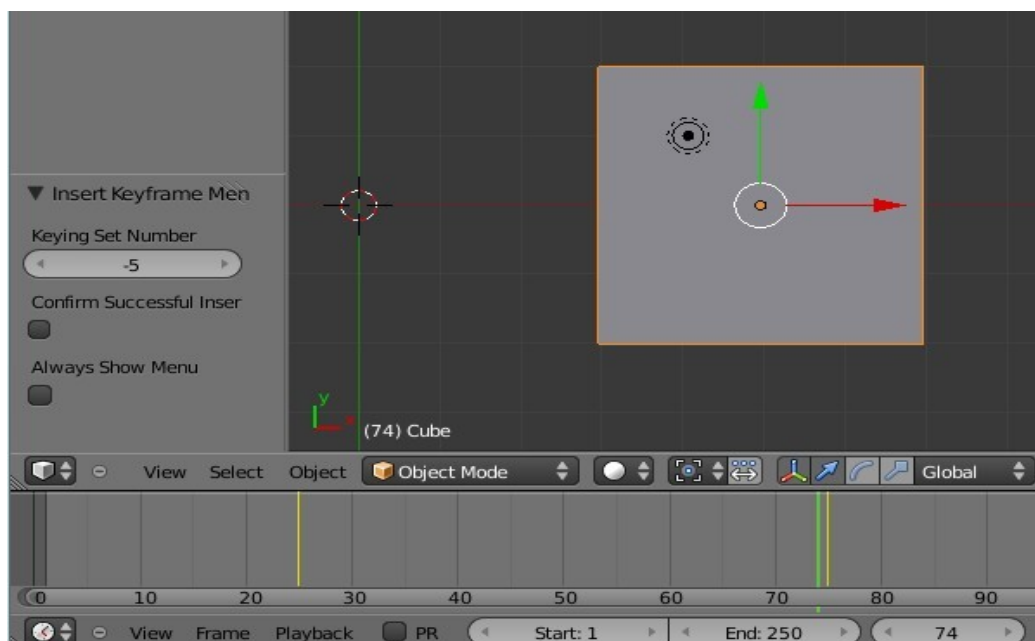 Insert Keyframe Men
Keying Set Number
-5
Confirm Successful Inser
Always Show Menu
y
x
(74) Cube
View Select Object Object Mode Global
0 10 20 30 40 50 60 70 80 90
View Frame Playback PR Start: 1 End: 250 74